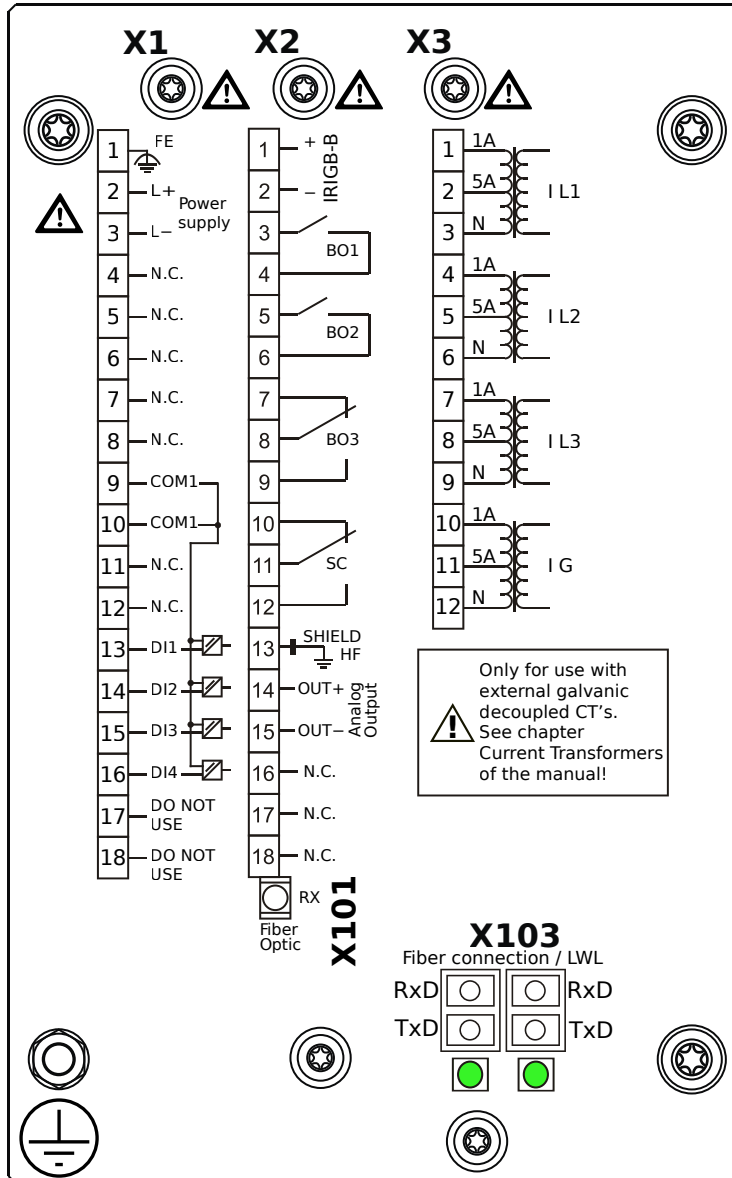 X1
X2
X3
1 FE
2 L+
3 L−
Power
supply
4 N.C.
5 N.C.
6 N.C.
7 N.C.
8 N.C.
9 COM1
10 COM1
11 N.C.
12 N.C.
13 DI1
14 DI2
15 DI3
16 DI4
17 DO NOT
USE
18 DO NOT
USE
1 +
2 −
IRIGB-B
3
BO1
4
5
BO2
6
7
8 BO3
9
10
11 SC
12
13 SHIELD
HF
14 OUT+
15 OUT−
Analog
Output
16 N.C.
17 N.C.
18 N.C.
RX
Fiber
Optic
X101
1 1A
2 5A I L1
3 N
4 1A
5 5A I L2
6 N
7 1A
8 5A I L3
9 N
10 1A
11 5A I G
12 N
!
!
!
!
!
Only for use with
external galvanic
decoupled CT's.
See chapter
Current Transformers
of the manual!
X103
Fiber connection / LWL
RxD RxD
TxD TxD